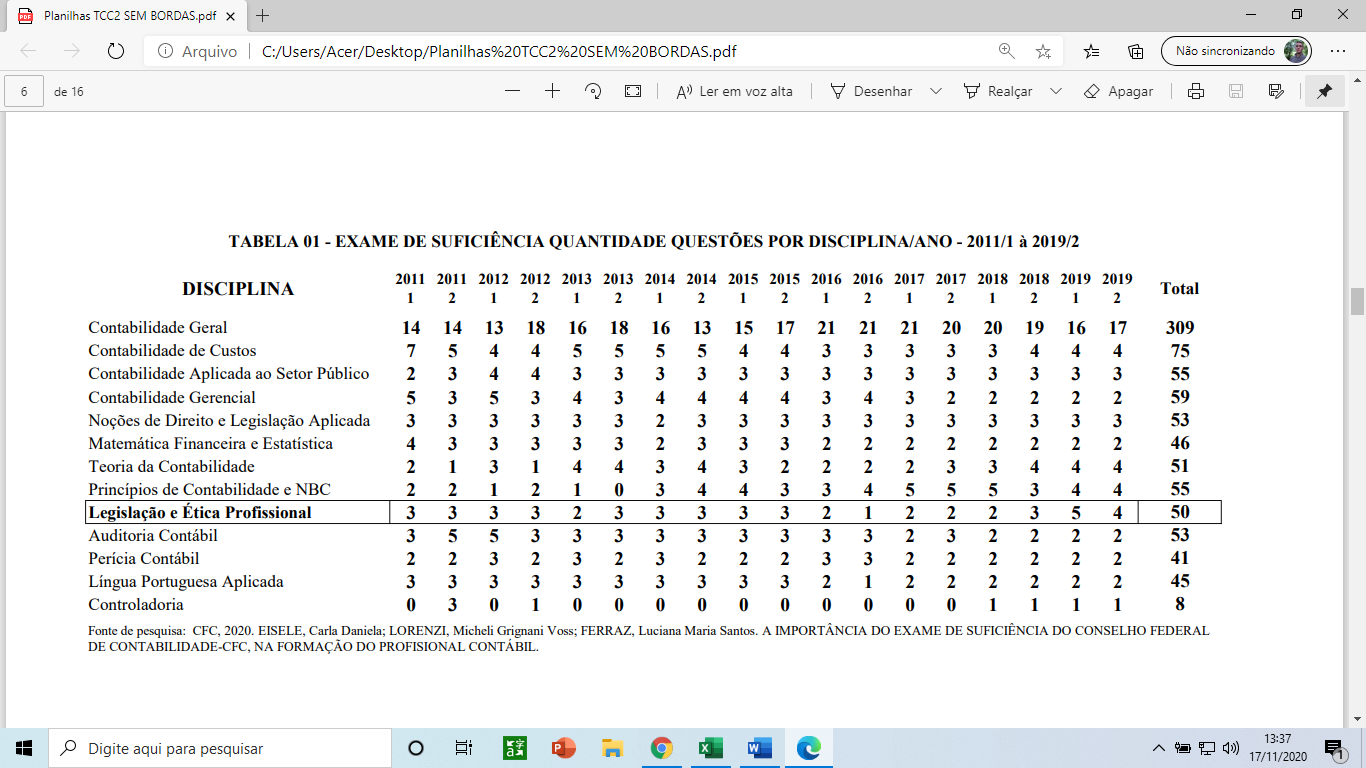 Planilhas TCC2 SEM BORDAS.pdf
Arquivo C:/Users/Acer/Desktop/Planilhas%20TCC2%20SEM%20BORDAS.pdf Não sincronizando
6 de 16 Ler em voz alta Desenhar Realçar Apagar
TABELA 01 - EXAME DE SUFICIÊNCIA QUANTIDADE QUESTÕES POR DISCIPLINA/ANO - 2011/1 à 2019/2
DISCIPLINA 2011 2011 2012 2012 2013 2013 2014 2014 2015 2015 2016 2016 2017 2017 2018 2018 2019 2019 Total
1 2 1 2 1 2 1 2 1 2 1 2 1 2 1 2 1 2
Contabilidade Geral 14 14 13 18 16 18 16 13 15 17 21 21 21 20 20 19 16 17 309
Contabilidade de Custos 7 5 4 4 5 5 5 5 4 4 3 3 3 3 3 4 4 4 75
Contabilidade Aplicada ao Setor Público 2 3 4 4 3 3 3 3 3 3 3 3 3 3 3 3 3 3 55
Contabilidade Gerencial 5 3 5 3 4 3 4 4 4 4 3 4 3 2 2 2 2 2 59
Noções de Direito e Legislação Aplicada 3 3 3 3 3 3 2 3 3 3 3 3 3 3 3 3 3 3 53
Matemática Financeira e Estatística 4 3 3 3 3 3 2 3 3 3 2 2 2 2 2 2 2 2 46
Teoria da Contabilidade 2 1 3 1 4 4 3 4 3 2 2 2 2 3 3 4 4 4 51
Princípios de Contabilidade e NBC 2 2 1 2 1 0 3 4 4 3 3 4 5 5 5 3 4 4 55
Legislação e Ética Profissional 3 3 3 3 2 3 3 3 3 3 2 1 2 2 2 3 5 4 50
Auditoria Contábil 3 5 5 3 3 3 3 3 3 3 3 3 2 3 2 2 2 2 53
Perícia Contábil 2 2 3 2 3 2 3 2 2 2 3 3 2 2 2 2 2 2 41
Língua Portuguesa Aplicada 3 3 3 3 3 3 3 3 3 3 2 1 2 2 2 2 2 2 45
Controladoria 0 3 0 1 0 0 0 0 0 0 0 0 0 0 1 1 1 1 8
Fonte de pesquisa: CFC, 2020. EISELE, Carla Daniela; LORENZI, Micheli Grignani Voss; FERRAZ, Luciana Maria Santos. A IMPORTÂNCIA DO EXAME DE SUFICIÊNCIA DO CONSELHO FEDERAL
DE CONTABILIDADE-CFC, NA FORMAÇÃO DO PROFISIONAL CONTÁBIL.
Digite aqui para pesquisar
13:37
17/11/2020
1